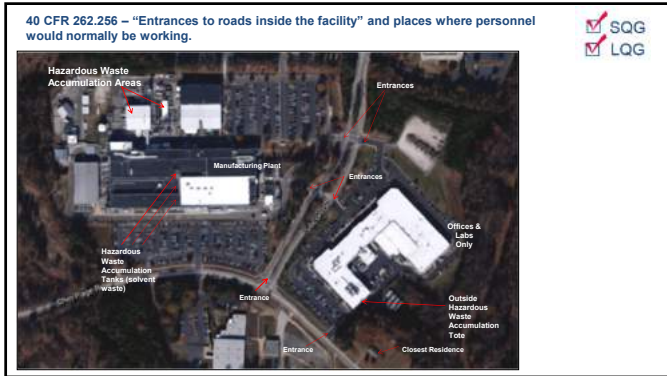 40 CFR 262.256 – “Entrances to roads inside the facility” and places where personnel
would normally be working.
SQG
LQG
Hazardous Waste
Accumulation Areas
Entrances
Manufacturing Plant
Entrances
Offices &
Labs
Only
Hazardous
Waste
Accumulation
Tanks (solvent
waste)
Entrance
Outside
Hazardous
Waste
Accumulation
Tote
Entrance
Closest Residence